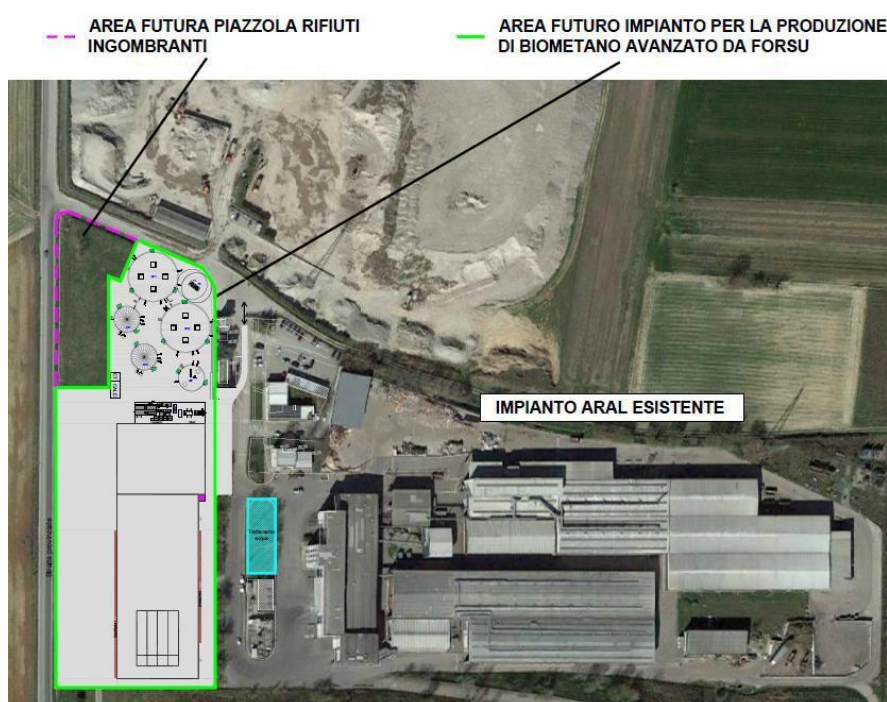 AREA FUTURA PIAZZOLA RIFIUTI
INGOMBRANTI
AREA FUTURO IMPIANTO PER LA PRODUZIONE
DI BIOMETANO AVANZATO DA FORSU
IMPIANTO ARAL ESISTENTE
Trattamento
Strada provinciale